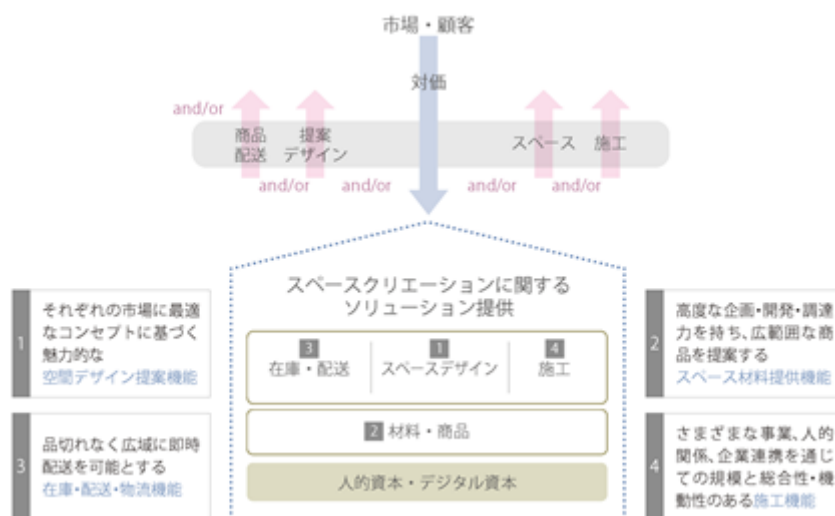 市場・顧客
対価
and/or
商品
配送
提案
デザイン
スペース
施工
and/or
and/or
and/or
and/or
スペースクリエーションに関する
ソリューション提供
3
在庫・配送
1
スペースデザイン
4
施工
2 材料・商品
人的資本・デジタル資本
1
それぞれの市場に最適
なコンセプトに基づく
魅力的な
空間デザイン提案機能
2
高度な企画・開発・調達
力を持ち、広範囲な商
品を提案する
スペース材料提供機能
3
品切れなく広域に即時
配送を可能とする
在庫・配送・物流機能
4
さまざまな事業、人的
関係、企業連携を通じ
ての規模と総合性・機
動性のある施工機能